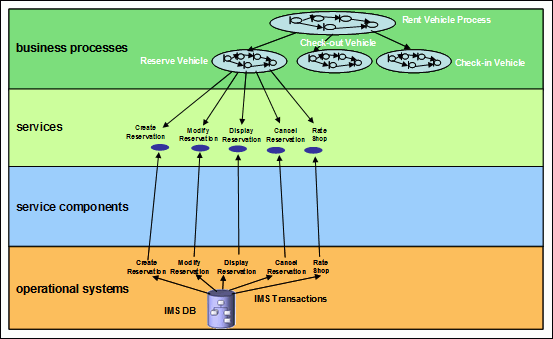 Rent Vehicle Process
business processes
Check-out Vehicle
Reserve Vehicle
Check-in Vehicle
services
Create
Reservation
Modify
Reservation
Display
Reservation
Cancel
Reservation
Rate
Shop
service components
Create
Reservation
Modify
Reservation
Display
Reservation
Cancel
Reservation
Rate
Shop
operational systems
IMS DB
IMS Transactions